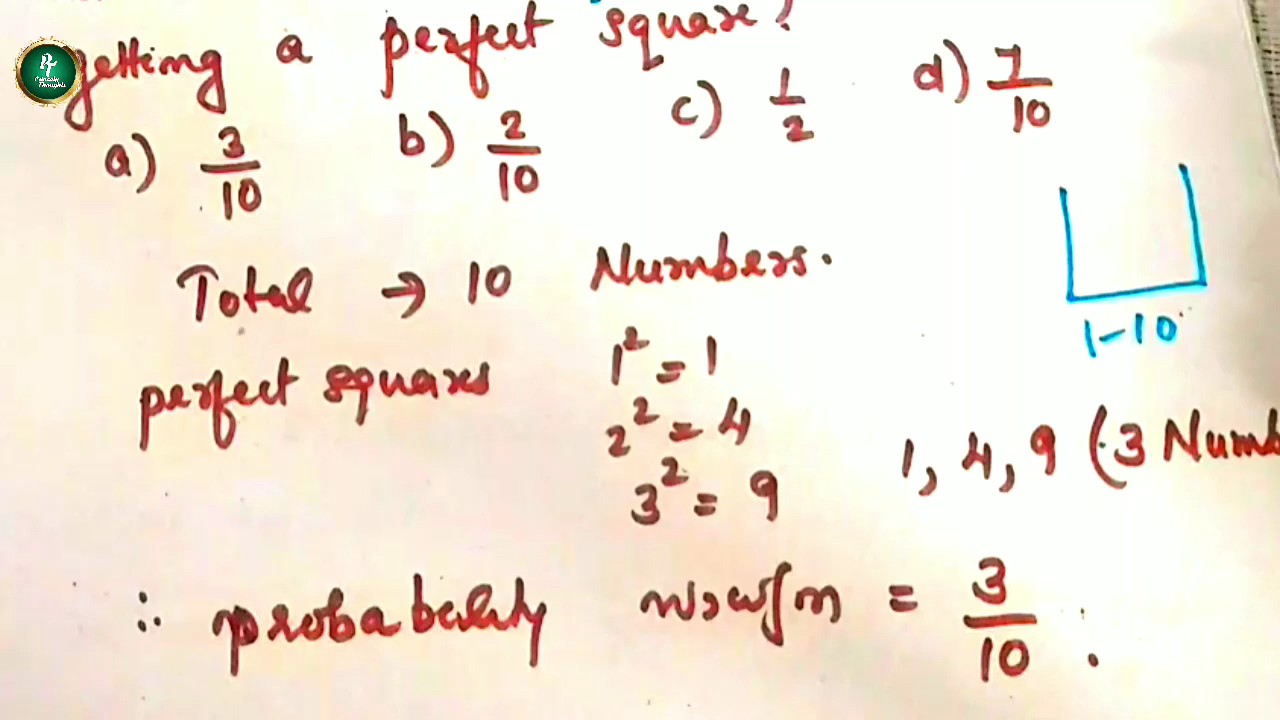 getting a perfect square?
a) 3/10 b) 2/10 c) 1/2 d) 7/10
Total → 10 Numbers.
1-10
perfect squares 1² = 1
2² = 4
1, 4, 9 (3 Numb
3² = 9
∴ probability = 3/10.